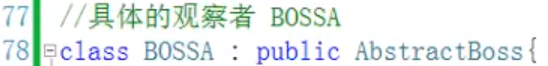 77 //具体的观察者 BOSSA
78 class BOSSA : public AbstractBoss{